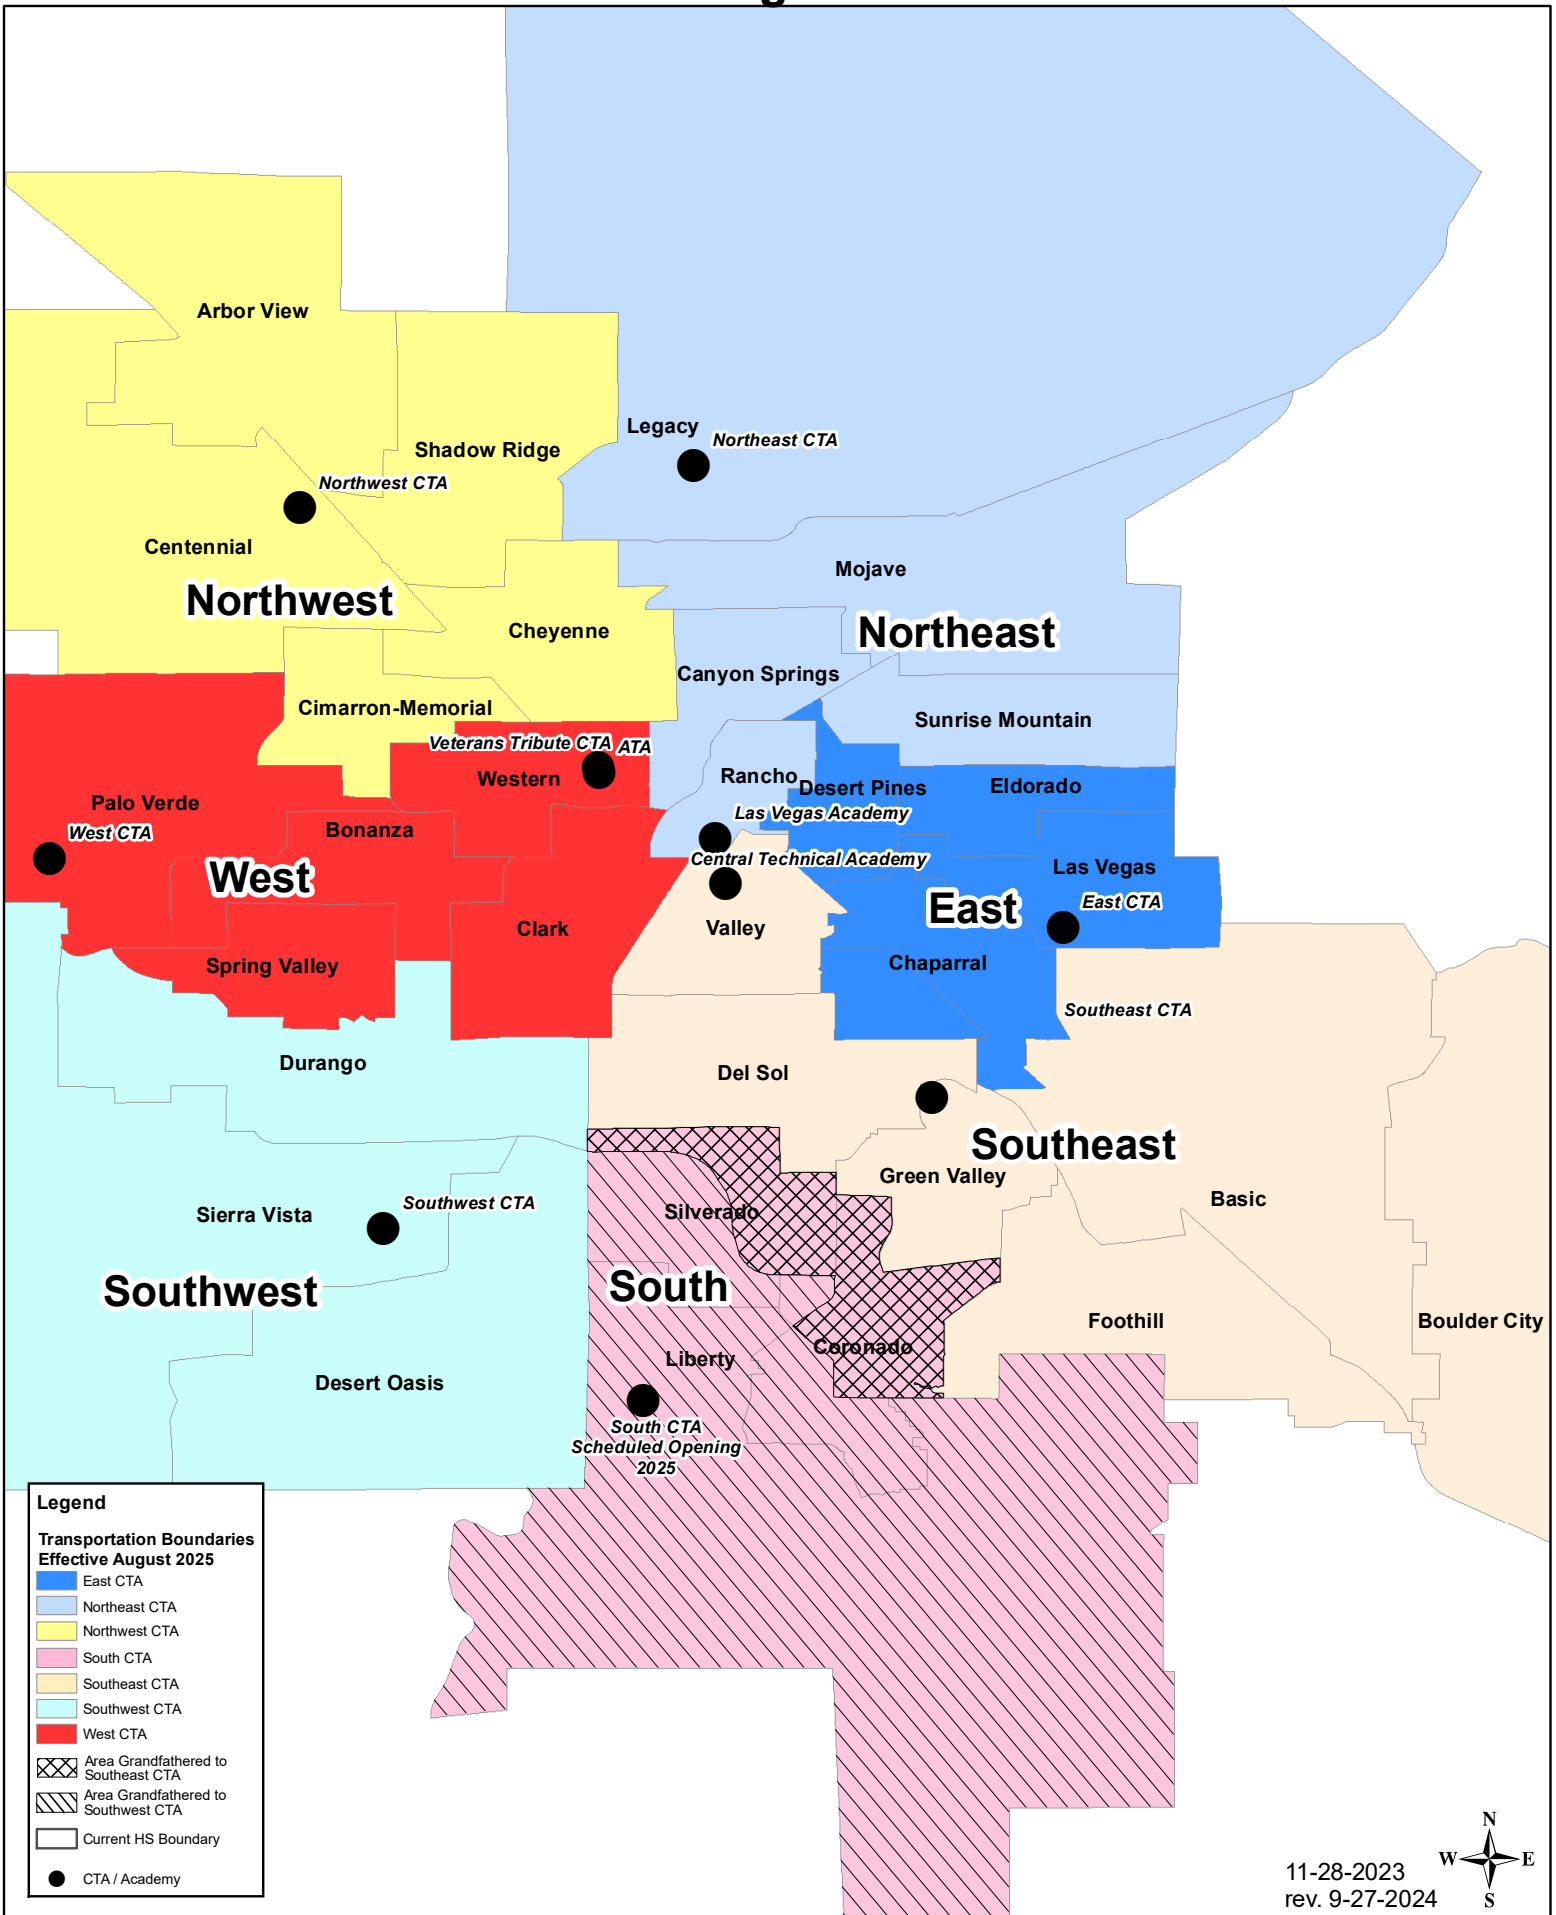 Arbor View
Legacy
Northeast CTA
Shadow Ridge
Northwest CTA
Centennial
Mojave
Northwest
Cheyenne
Northeast
Canyon Springs
Cimarron-Memorial
Sunrise Mountain
Veterans Tribute CTA
ATA
Western
Rancho
Desert Pines
Eldorado
Palo Verde
Las Vegas Academy
West CTA
Bonanza
Central Technical Academy
Las Vegas
West
East CTA
East
Clark
Valley
Chaparral
Spring Valley
Southeast CTA
Durango
Del Sol
Southeast
Green Valley
Basic
Southwest CTA
Sierra Vista
Silverado
Southwest
South
Foothill
Boulder City
Coronado
Liberty
Desert Oasis
South CTA
Scheduled Opening
2025
Legend
Transportation Boundaries
Effective August 2025
East CTA
Northeast CTA
Northwest CTA
South CTA
Southeast CTA
Southwest CTA
West CTA
Area Grandfathered to
Southeast CTA
Area Grandfathered to
Southwest CTA
Current HS Boundary
CTA / Academy
N
W
E
S
11-28-2023
rev. 9-27-2024